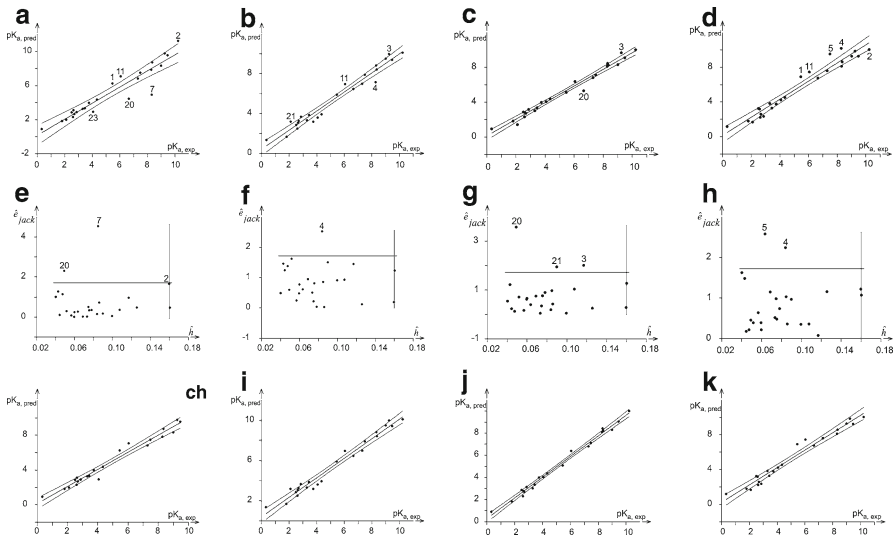 a
pKa, pred
10
6
2
-2
0 2 4 6 8 10
pKa, exp
1 11 2 23 20 7
b
pKa, pred
12
8
4
0
0 2 4 6 8 10
pKa, exp
21 11 3 4
c
pKa, pred
12
8
4
0
0 2 4 6 8 10
pKa, exp
3 20
d
pKa, pred
12
8
4
0
0 2 4 6 8 10
pKa, exp
1 11 5 4 2
e
ê jack
4
2
0
0.02 0.06 0.10 0.14 0.18
ĥ
7 20 2
f
ê jack
2
1
0
0.02 0.06 0.10 0.14 0.18
ĥ
4
g
ê jack
3
1
-1
0.02 0.06 0.10 0.14 0.18
ĥ
20 21 3
h
ê jack
2
1
0
0.02 0.06 0.10 0.14 0.18
ĥ
5 4
ch
pKa, pred
8
4
0
0 2 4 6 8 10
pKa, exp
i
pKa, pred
10
8
6
4
2
0
0 2 4 6 8 10
pKa, exp
j
pKa, pred
8
4
0
0 2 4 6 8 10
pKa, exp
k
pKa, pred
12
8
4
0
0 2 4 6 8 10
pKa, exp